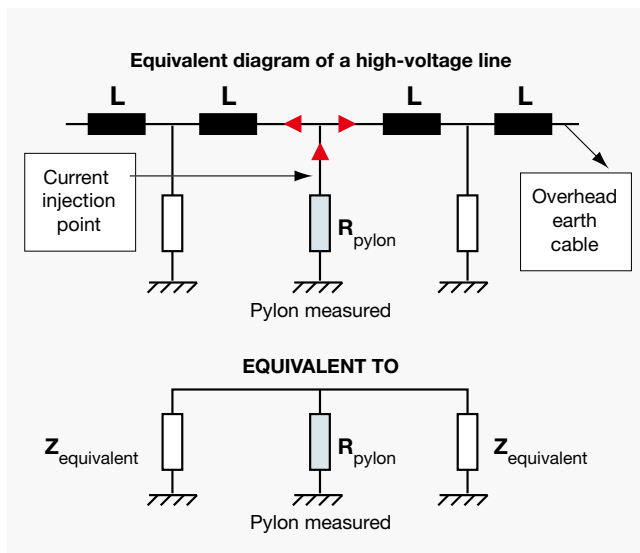 Equivalent diagram of a high-voltage line
L
L
L
L
Current
injection
point
Overhead
earth
cable
R pylon
Pylon measured
EQUIVALENT TO
Z equivalent
R pylon
Z equivalent
Pylon measured